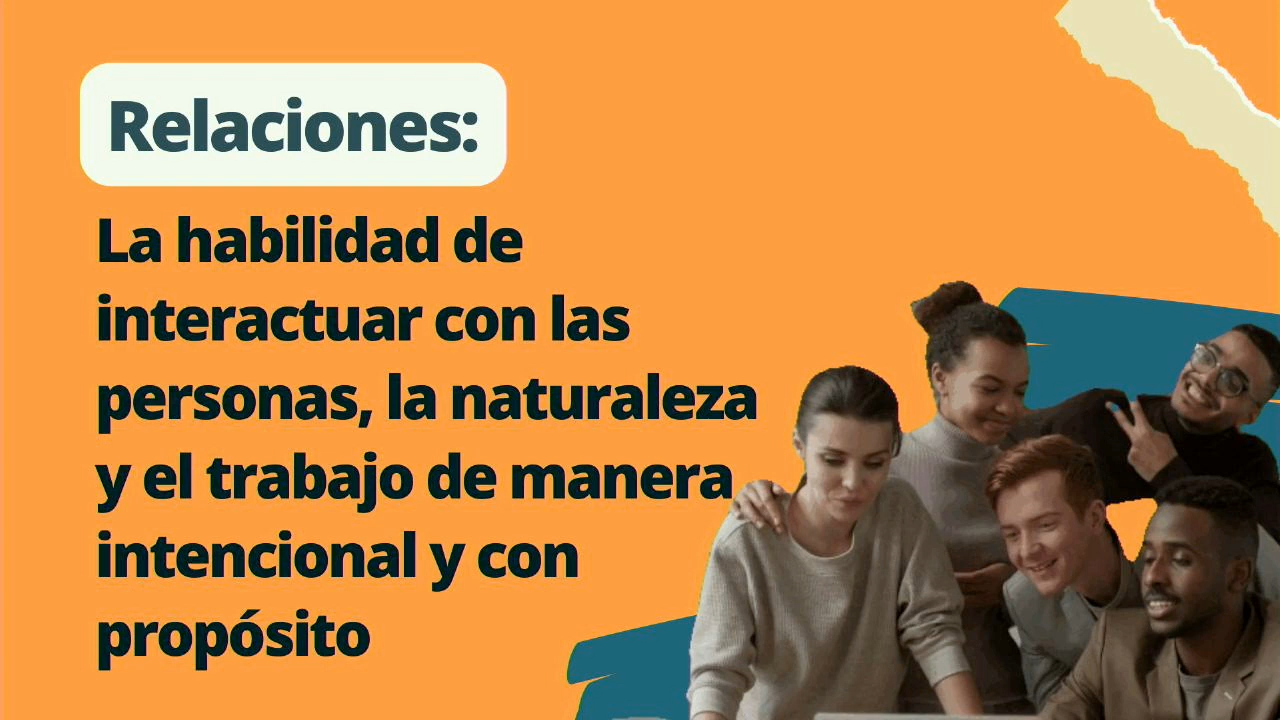 Relaciones:
La habilidad de
interactuar con las
personas, la naturaleza
y el trabajo de manera
intencional y con
propósito